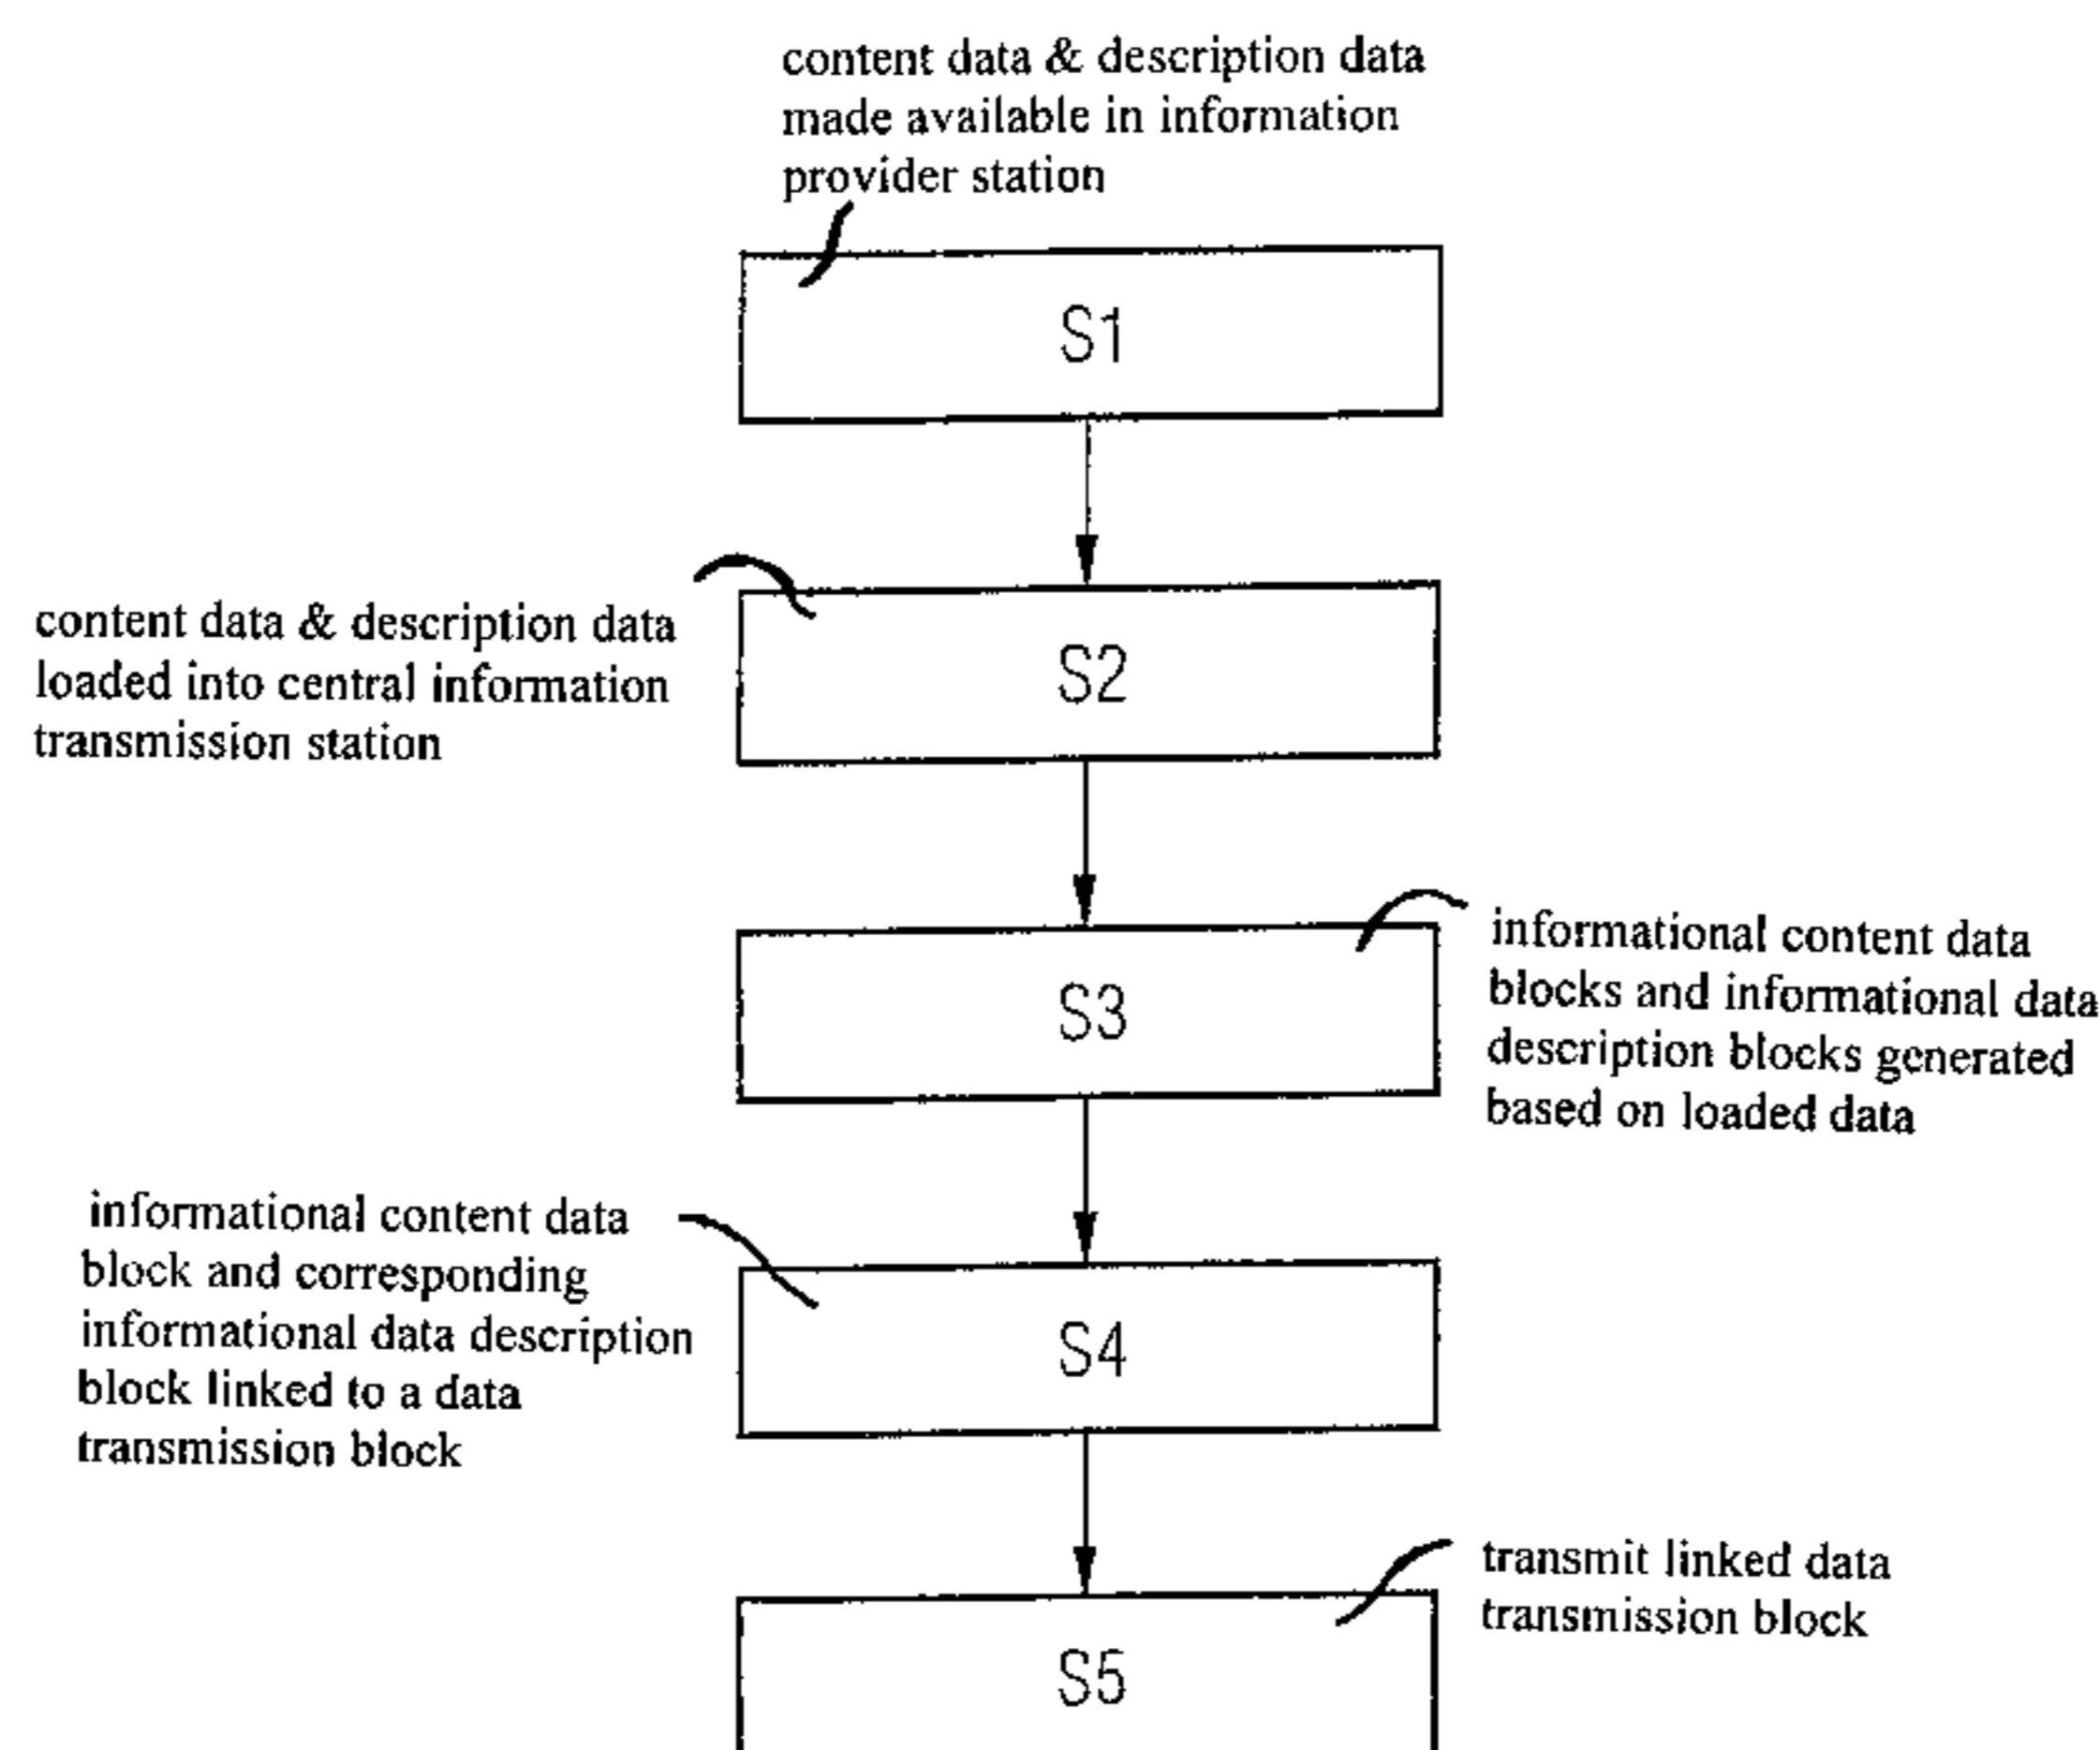 content data & description data
made available in information
provider station
S1
content data & description data
loaded into central information
transmission station
S2
S3
informational content data
blocks and informational data
description blocks generated
based on loaded data
informational content data
block and corresponding
informational data description
block linked to a data
transmission block
S4
transmit linked data
transmission block
S5